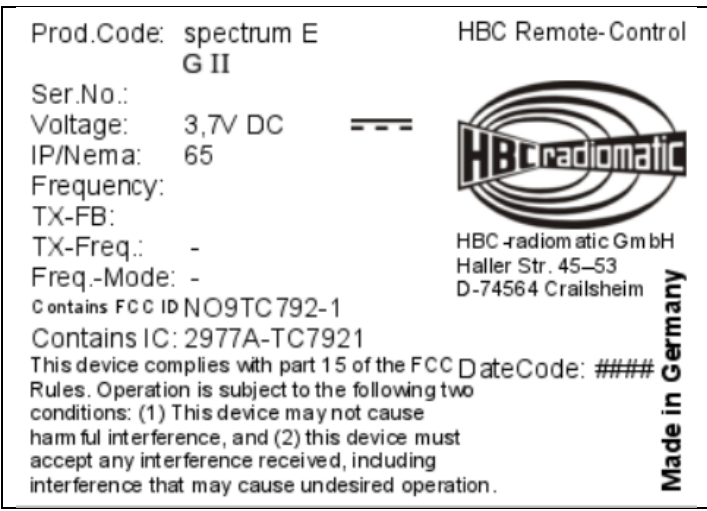 Prod.Code: spectrum E
G II
HBC Remote-Control
Ser.No.:
Voltage: 3,7V DC
IP/Nema: 65
Frequency:
TX-FB:
TX-Freq.: -
Freq.-Mode: -
Contains FCC ID NO9TC792-1
Contains IC: 2977A-TC7921
This device complies with part 15 of the FCC
Rules. Operation is subject to the following two
conditions: (1) This device may not cause
harmful interference, and (2) this device must
accept any interference received, including
interference that may cause undesired operation.
HBC radiomatic
HBC-radiomatic GmbH
Haller Str. 45–53
D-74564 Crailsheim
DateCode: ####
Made in Germany